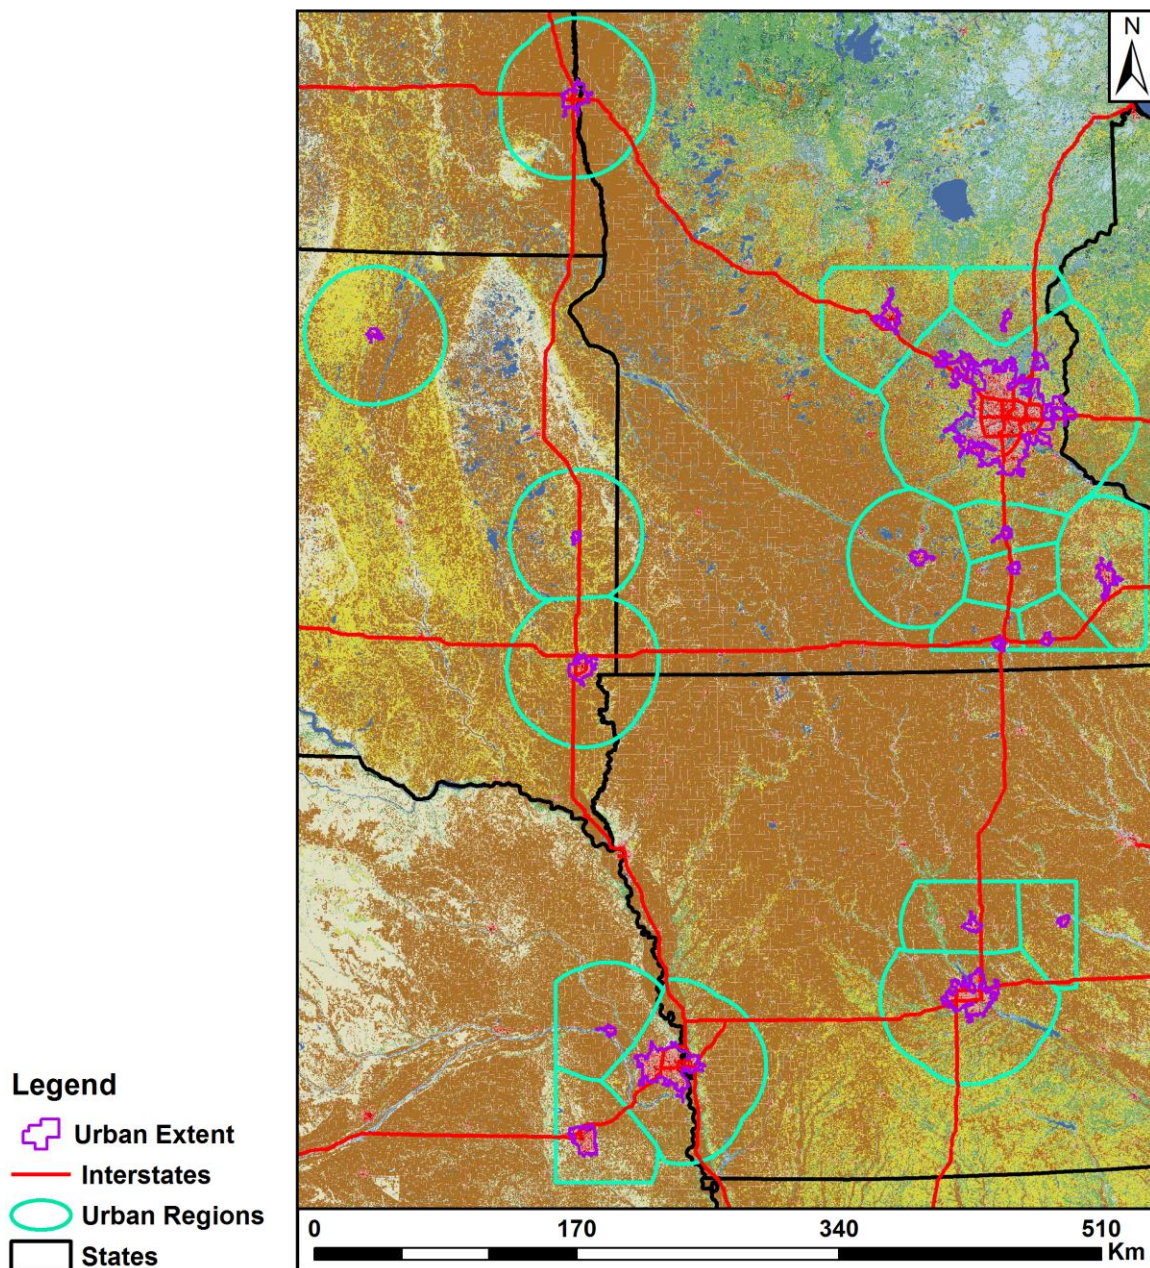 N
Legend
Urban Extent
Interstates
Urban Regions
States
0 170 340 510
Km